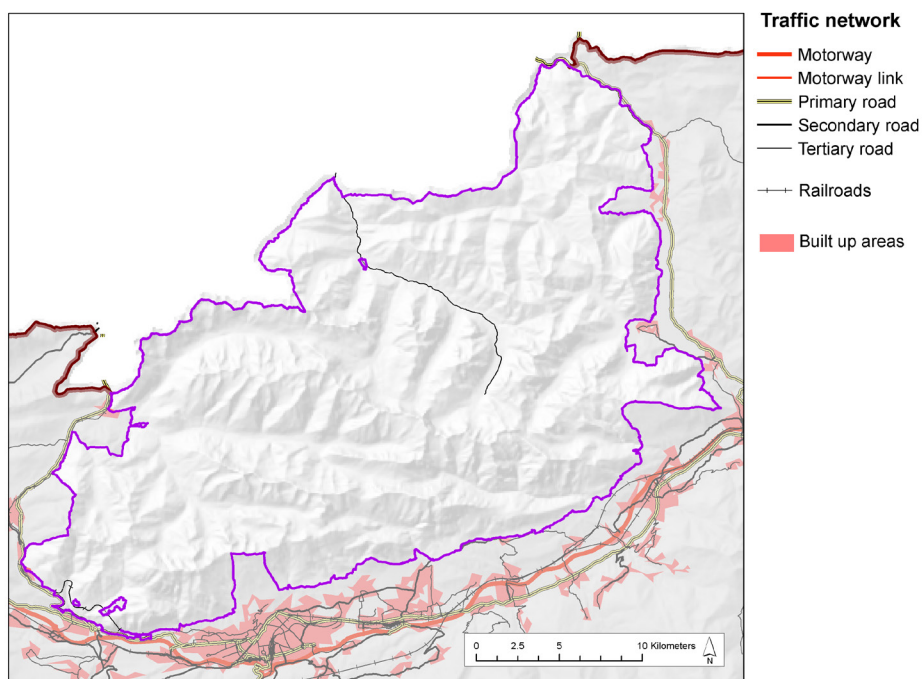 Traffic network
Motorway
Motorway link
Primary road
Secondary road
Tertiary road
Railroads
Built up areas
0 2.5 5 10 Kilometers
N